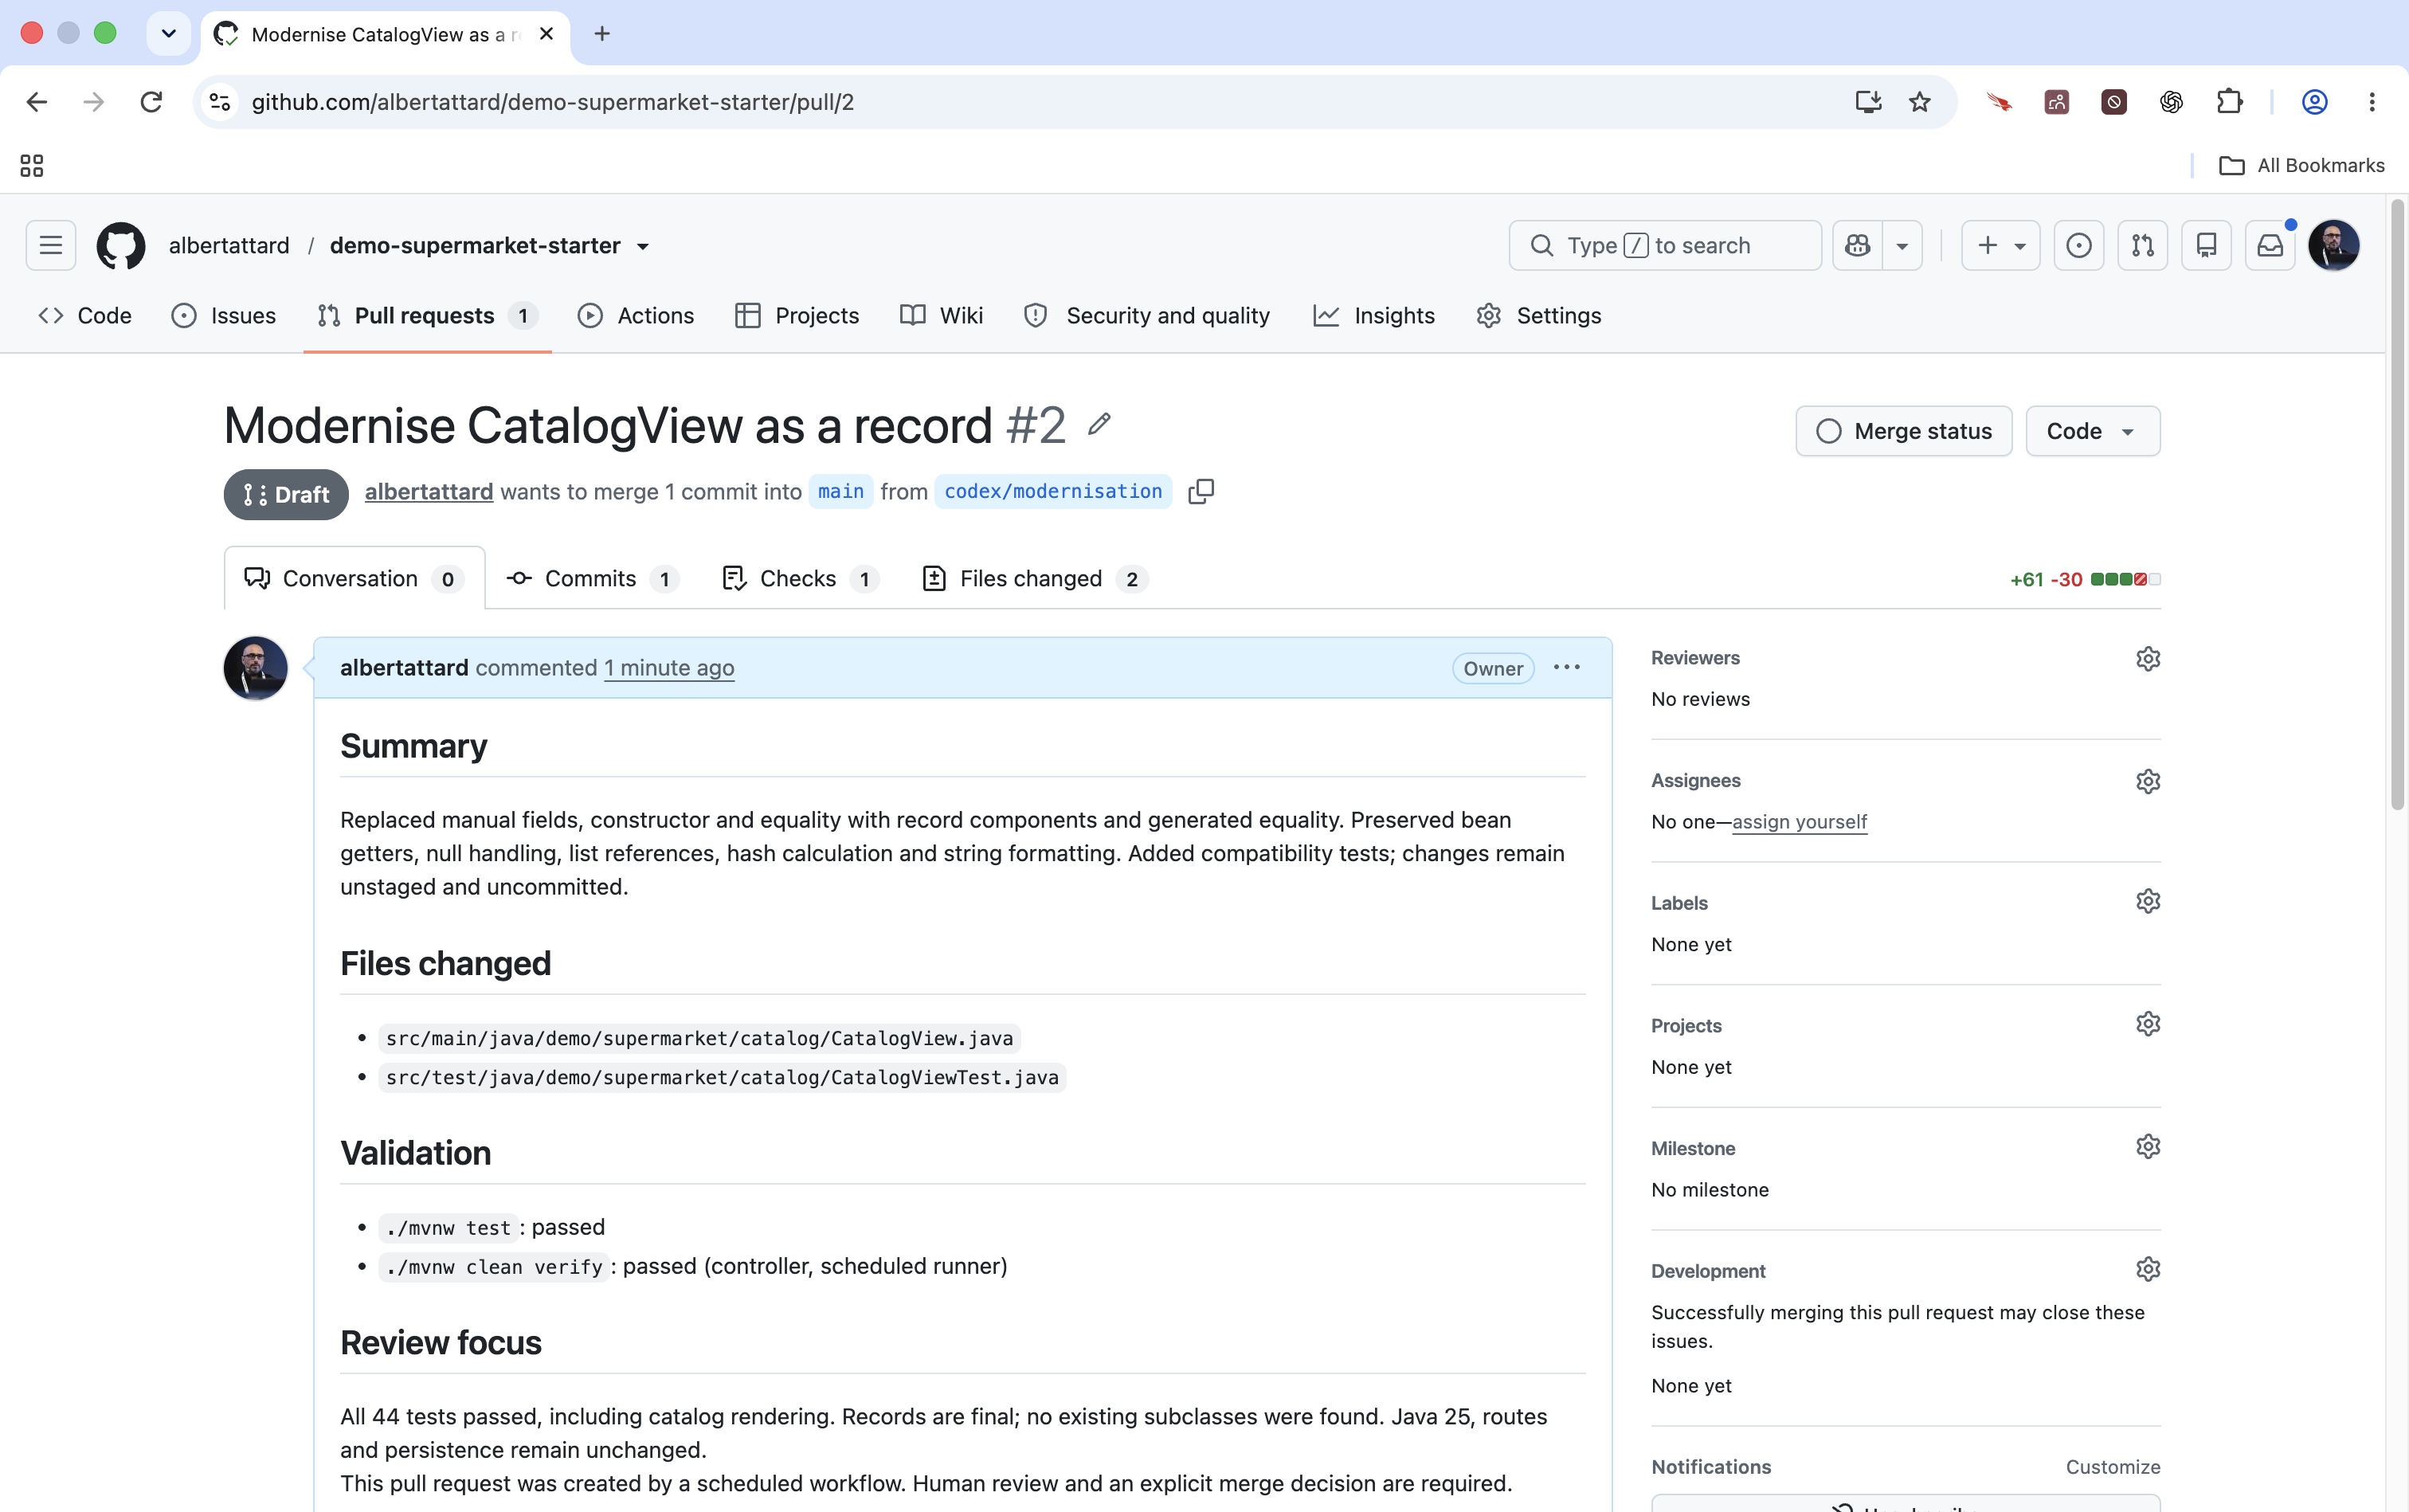 Modernise CatalogView as a r
github.com/albertattard/demo-supermarket-starter/pull/2
All Bookmarks
albertattard / demo-supermarket-starter
Type / to search
Code
Issues
Pull requests 1
Actions
Projects
Wiki
Security and quality
Insights
Settings
Modernise CatalogView as a record #2
Merge status
Code
Draft
albertattard wants to merge 1 commit into main from codex/modernisation
Conversation 0
Commits 1
Checks 1
Files changed 2
+61 -30
albertattard commented 1 minute ago
Owner
Summary
Replaced manual fields, constructor and equality with record components and generated equality. Preserved bean
getters, null handling, list references, hash calculation and string formatting. Added compatibility tests; changes remain
unstaged and uncommitted.
Files changed
• src/main/java/demo/supermarket/catalog/CatalogView.java
• src/test/java/demo/supermarket/catalog/CatalogViewTest.java
Validation
• ./mvnw test : passed
• ./mvnw clean verify : passed (controller, scheduled runner)
Review focus
All 44 tests passed, including catalog rendering. Records are final; no existing subclasses were found. Java 25, routes
and persistence remain unchanged.
This pull request was created by a scheduled workflow. Human review and an explicit merge decision are required.
Reviewers
No reviews
Assignees
No one—assign yourself
Labels
None yet
Projects
None yet
Milestone
No milestone
Development
Successfully merging this pull request may close these
issues.
None yet
Notifications
Customize